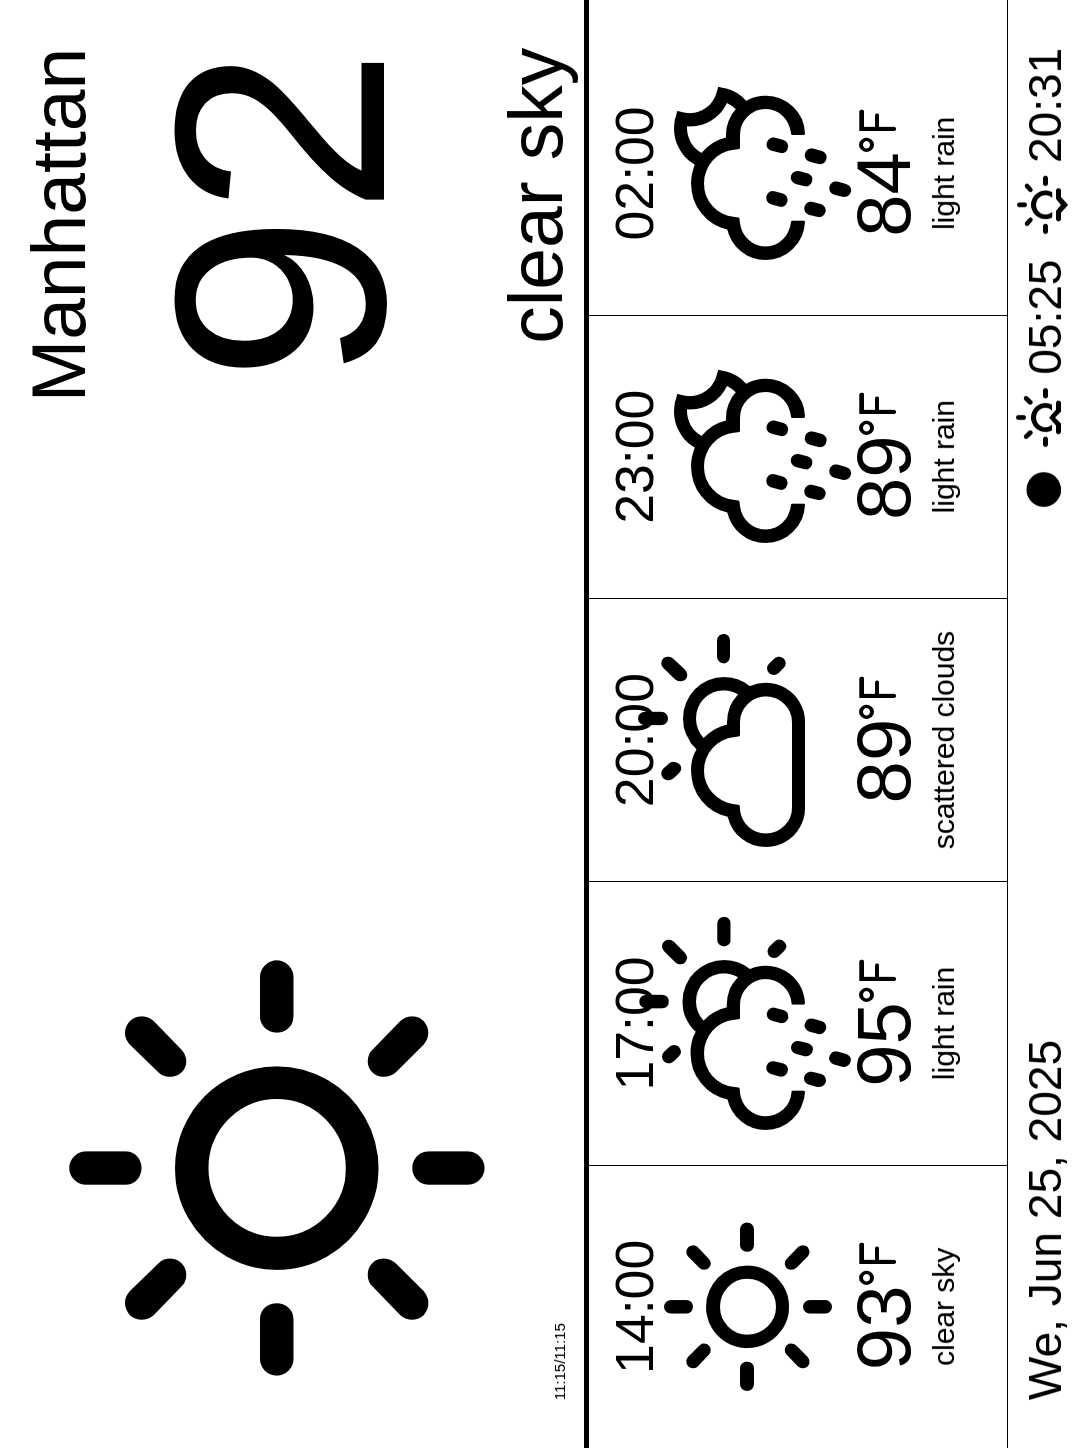 Manhattan
92
clear sky
11:15/11:15
14:00
93°F
clear sky
17:00
95°F
light rain
20:00
89°F
scattered clouds
23:00
89°F
light rain
02:00
84°F
light rain
We, Jun 25, 2025
05:25 20:31